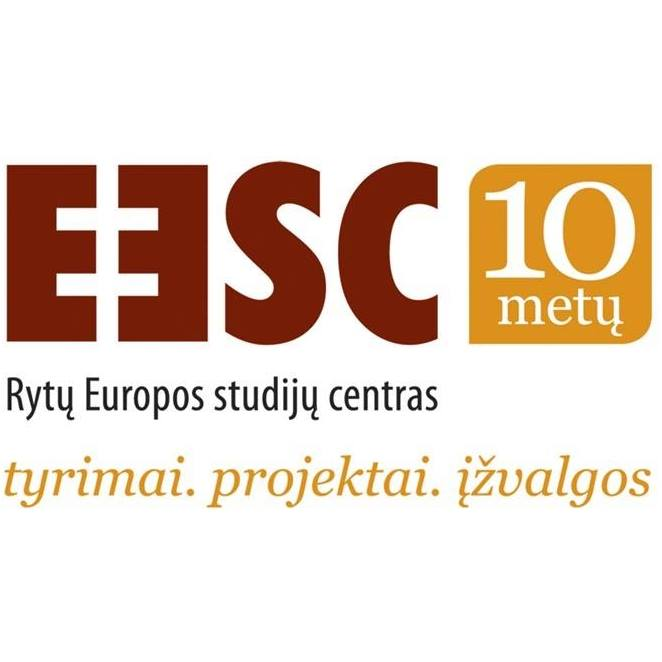 EESC
10
metų
Rytų Europos studijų centras
tyrimai. projektai. įžvalgos